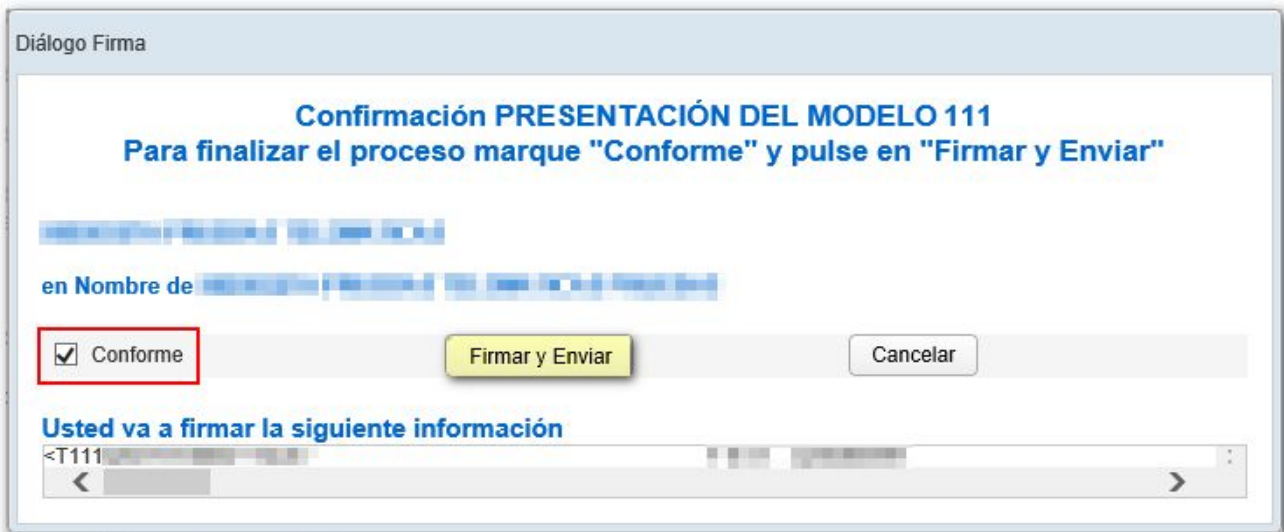 Diálogo Firma
Confirmación PRESENTACIÓN DEL MODELO 111
Para finalizar el proceso marque "Conforme" y pulse en "Firmar y Enviar"
en Nombre de
Conforme
Firmar y Enviar
Cancelar
Usted va a firmar la siguiente información
<T111